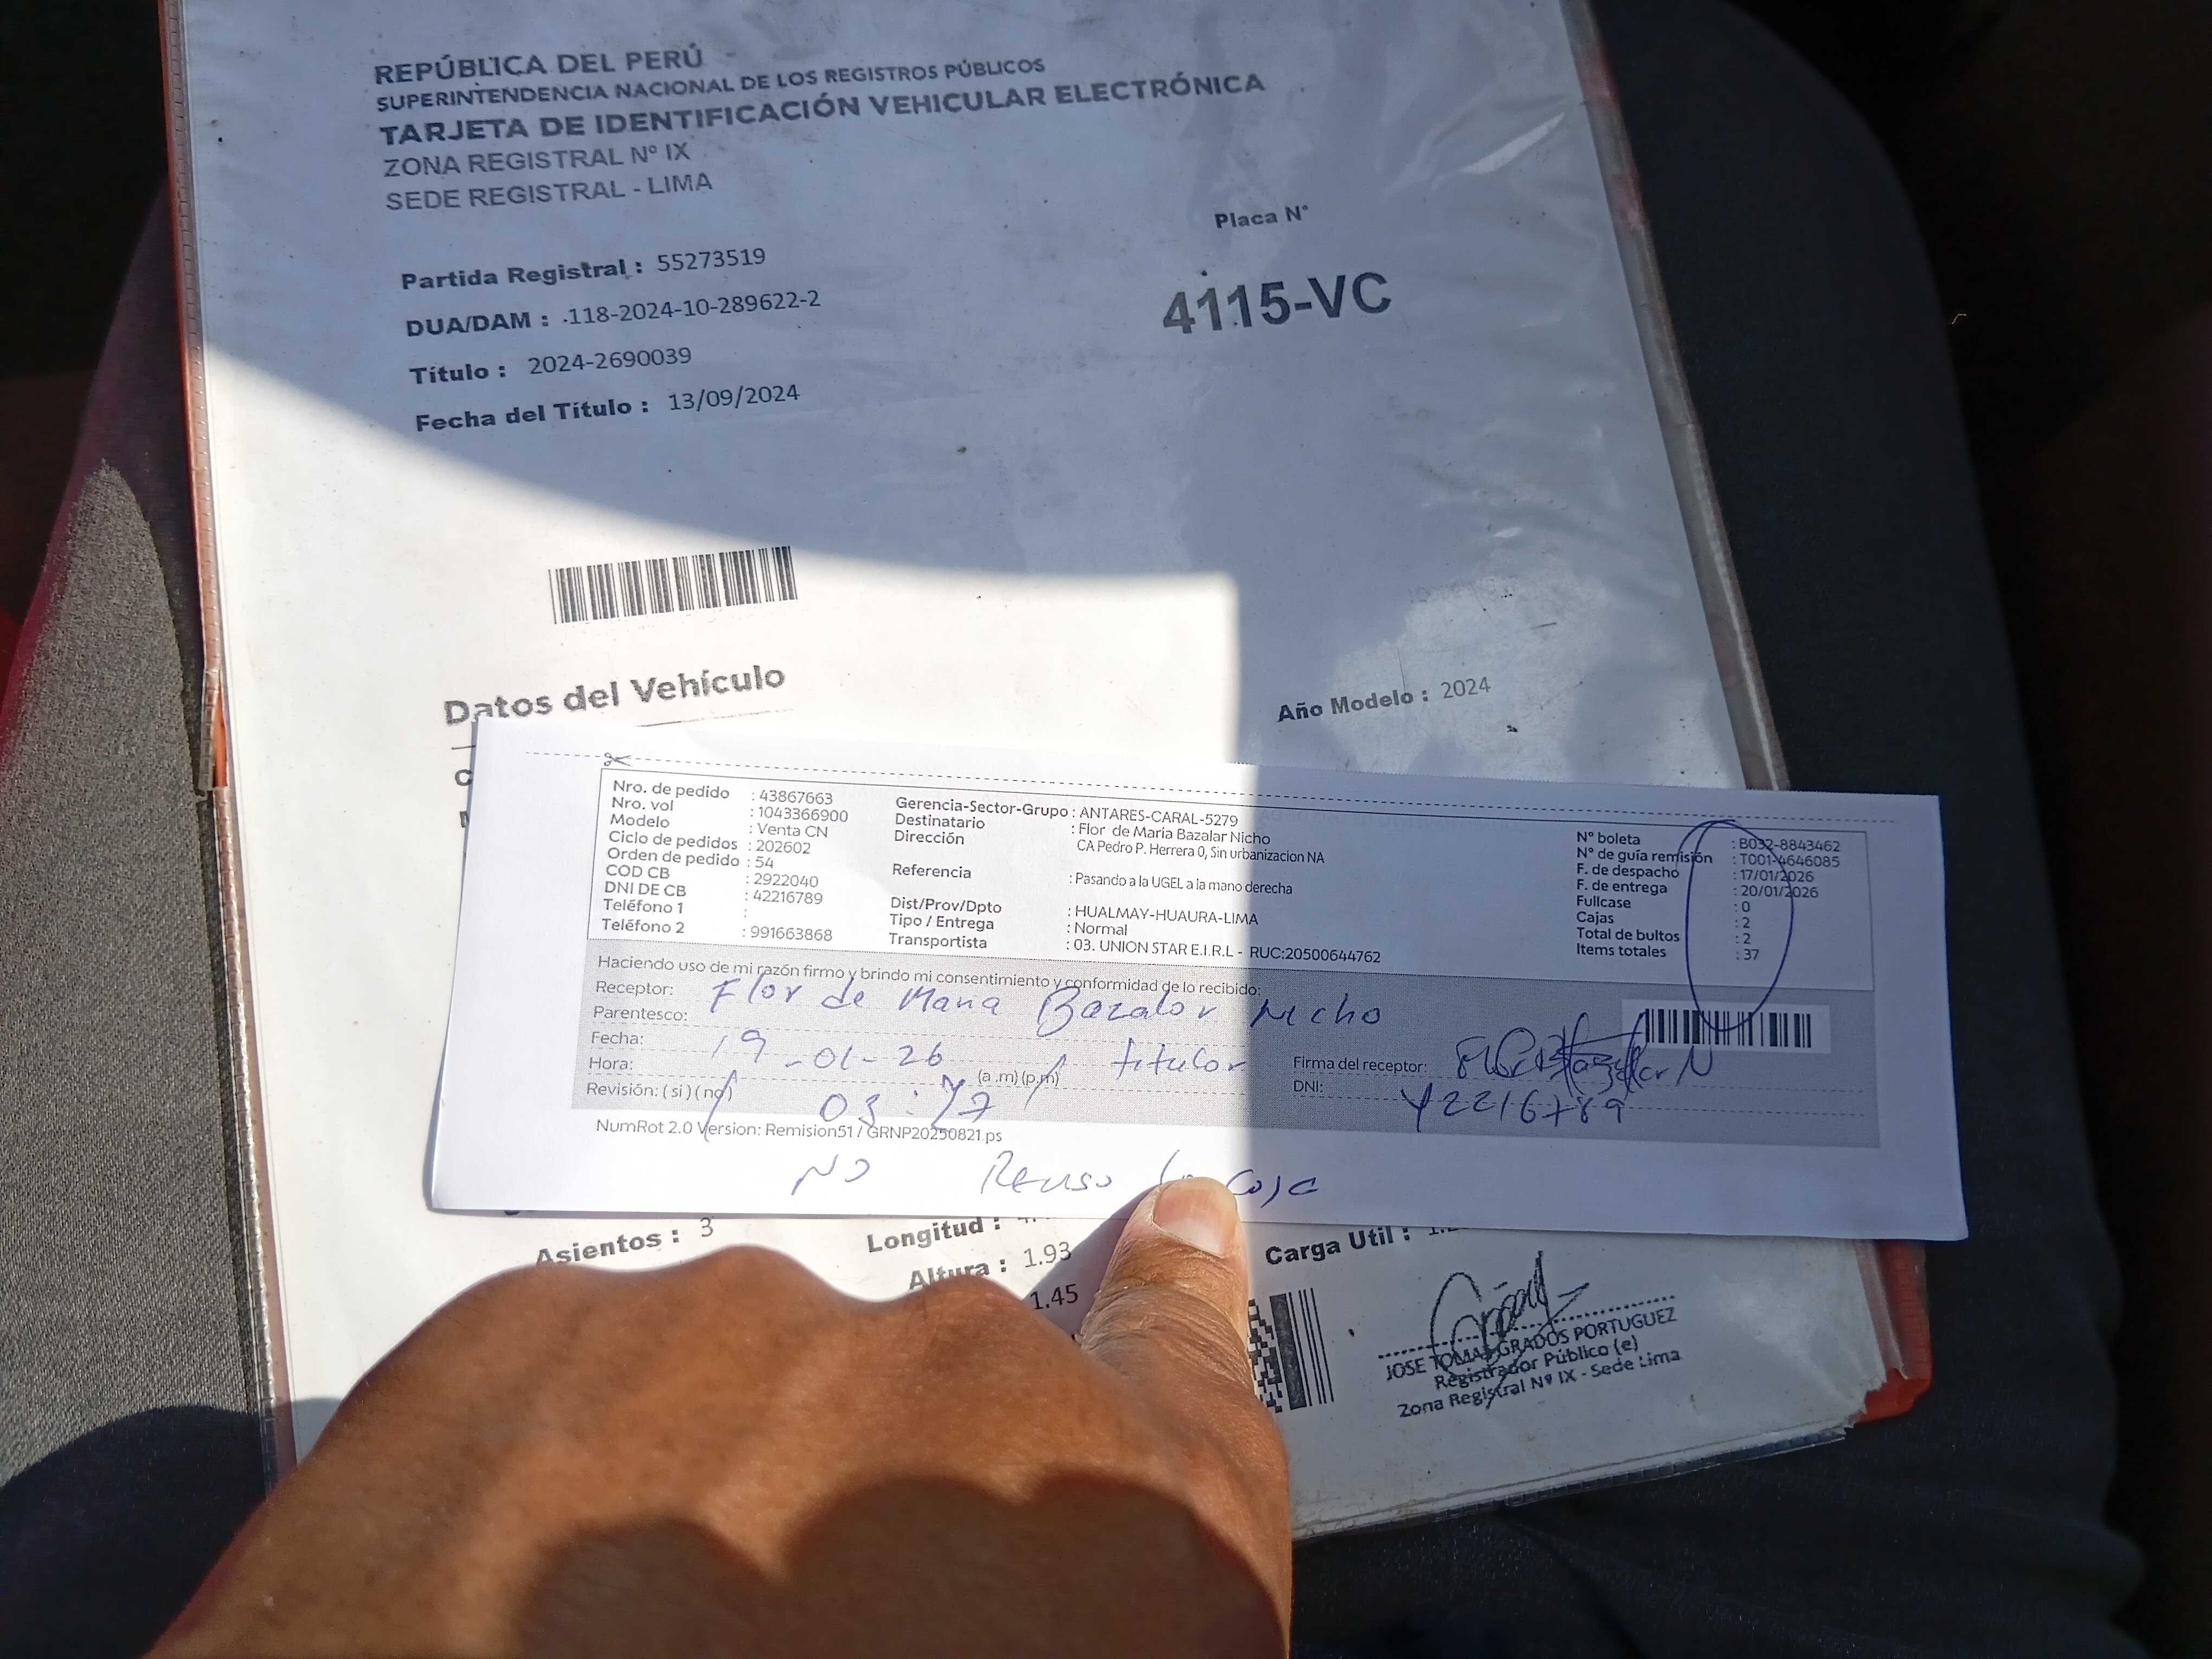 REPÚBLICA DEL PERÚ
SUPERINTENDENCIA NACIONAL DE LOS REGISTROS PÚBLICOS
TARJETA DE IDENTIFICACIÓN VEHICULAR ELECTRÓNICA
ZONA REGISTRAL Nº IX
SEDE REGISTRAL - LIMA
Placa N°
4115-VC
Partida Registral : 55273519
DUA/DAM : 118-2024-10-289622-2
Título : 2024-2690039
Fecha del Título : 13/09/2024
Datos del Vehículo
Año Modelo : 2024
Nro. de pedido : 43867663
Nro. vol : 1043366900
Modelo : Venta CN
Ciclo de pedidos : 202602
Orden de pedido : 54
COD CB : 2922040
DNI DE CB : 42216789
Teléfono 1 :
Teléfono 2 : 991663868
Gerencia-Sector-Grupo : ANTARES-CARAL-5279
Destinatario : Flor de Maria Bazalar Nicho
Dirección CA Pedro P. Herrera 0, Sin urbanizacion NA
Referencia : Pasando a la UGEL a la mano derecha
Dist/Prov/Dpto : HUALMAY-HUAURA-LIMA
Tipo / Entrega : Normal
Transportista : 03. UNION STAR E.I.R.L - RUC:20500644762
N° boleta : B032-8843462
N° de guía remisión : T001-4646085
F. de despacho : 17/01/2026
F. de entrega : 20/01/2026
Fullcase : 0
Cajas : 2
Total de bultos : 2
Items totales : 37
Haciendo uso de mi razón firmo y brindo mi consentimiento y conformidad de lo recibido:
Receptor: Flor de Maria Bazalar Nicho
Parentesco: titular
Fecha: 19-01-26
Hora: 03:27 (a.m) (p.m)
Revisión: ( si ) ( no )
Firma del receptor:
DNI: 42216789
NumRot 2.0 Version: Remision51 / GRNP20250821.ps
NO Reviso la caja
Asientos : 3
Longitud :
Altura : 1.93
1.45
Carga Util :
JOSE TOMAS GRADOS PORTUGUEZ
Registrador Público (e)
Zona Registral Nº IX - Sede Lima